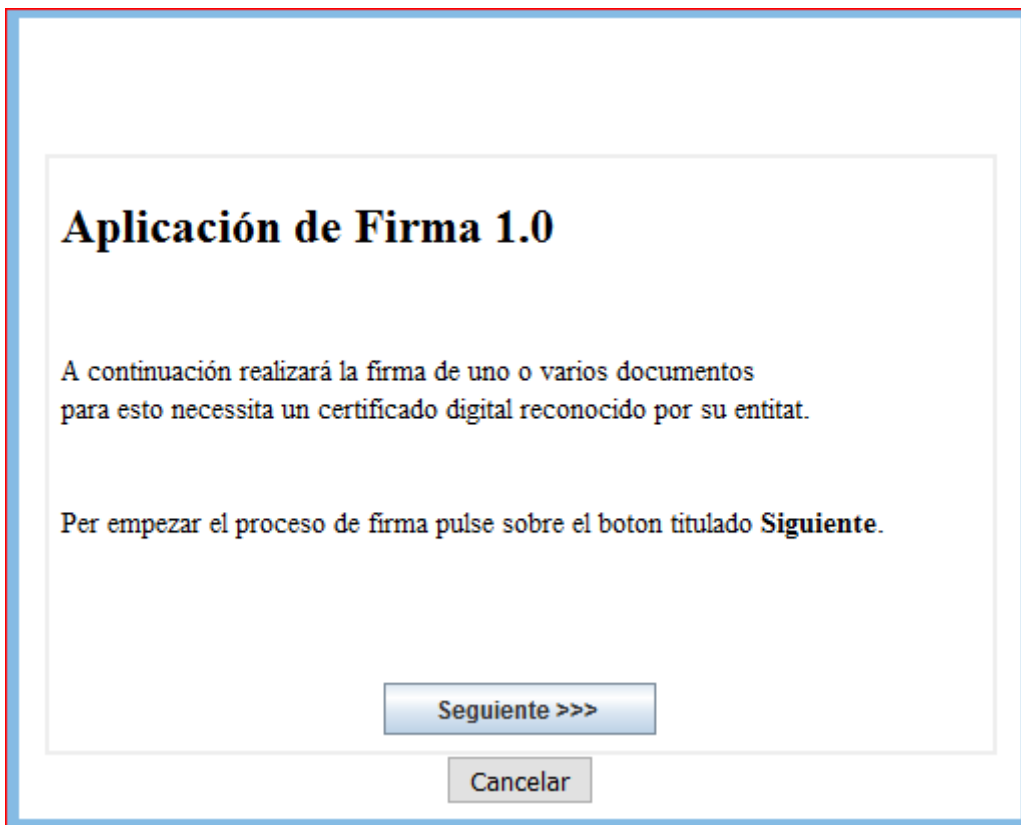 Aplicación de Firma 1.0
A continuación realizará la firma de uno o varios documentos
para esto necessita un certificado digital reconocido por su entitat.
Per empezar el proceso de firma pulse sobre el boton titulado Siguiente.
Seguiente >>>
Cancelar